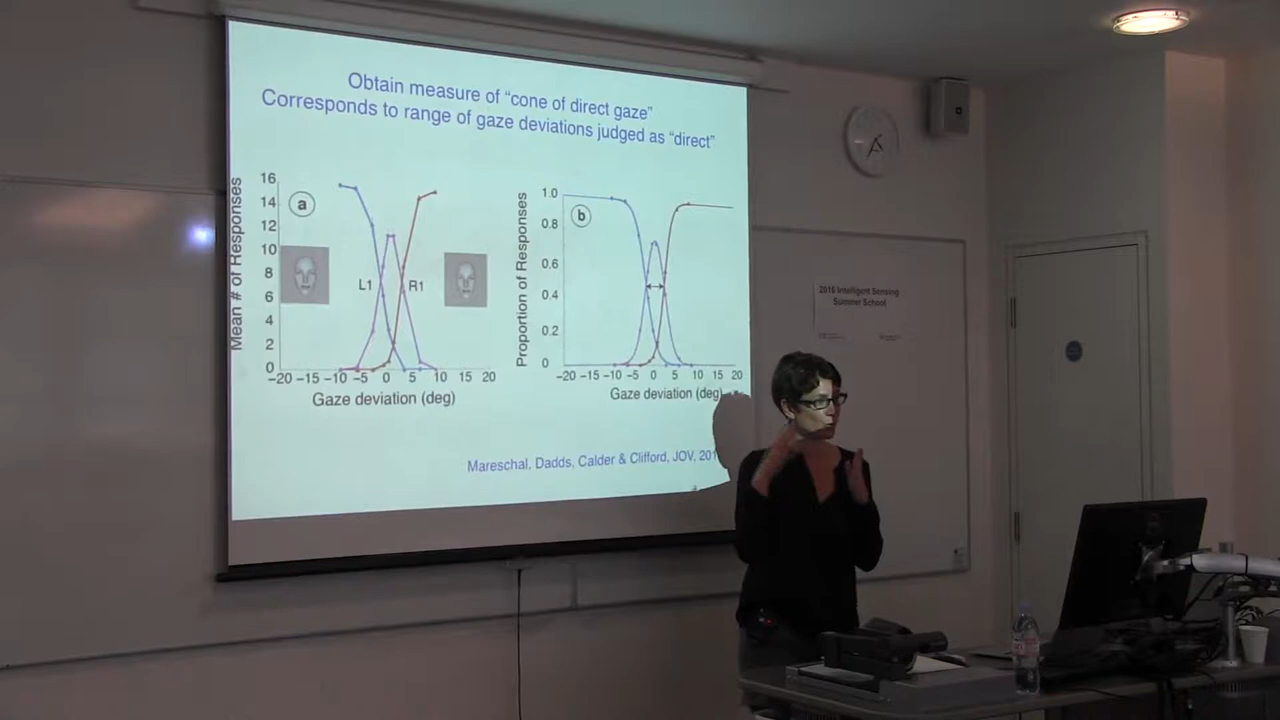 Obtain measure of “cone of direct gaze”
Corresponds to range of gaze deviations judged as “direct”
Mean # of Responses
16
14
12
10
8
6
4
2
0
a
L1
R1
−20 −15 −10 −5 0 5 10 15 20
Gaze deviation (deg)
Proportion of Responses
1.0
0.8
0.6
0.4
0.2
0
b
−20 −15 −10 −5 0 5 10 15 20
Gaze deviation (deg)
Mareschal, Dadds, Calder & Clifford, JOV, 201
2016 Intelligent Sensing
Summer School